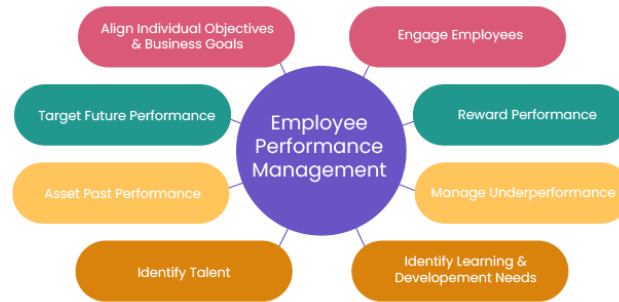 Align Individual Objectives
& Business Goals
Engage Employees
Target Future Performance
Employee
Performance
Management
Reward Performance
Asset Past Performance
Manage Underperformance
Identify Talent
Identify Learning &
Developement Needs